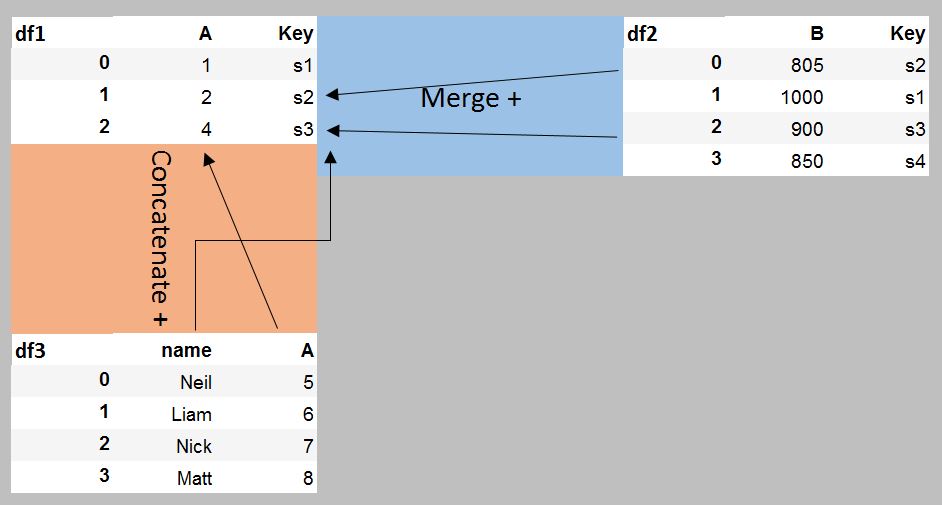 df1 A Key
0 1 s1
1 2 s2
2 4 s3
Merge +
df2 B Key
0 805 s2
1 1000 s1
2 900 s3
3 850 s4
Concatenate +
df3 name A
0 Neil 5
1 Liam 6
2 Nick 7
3 Matt 8